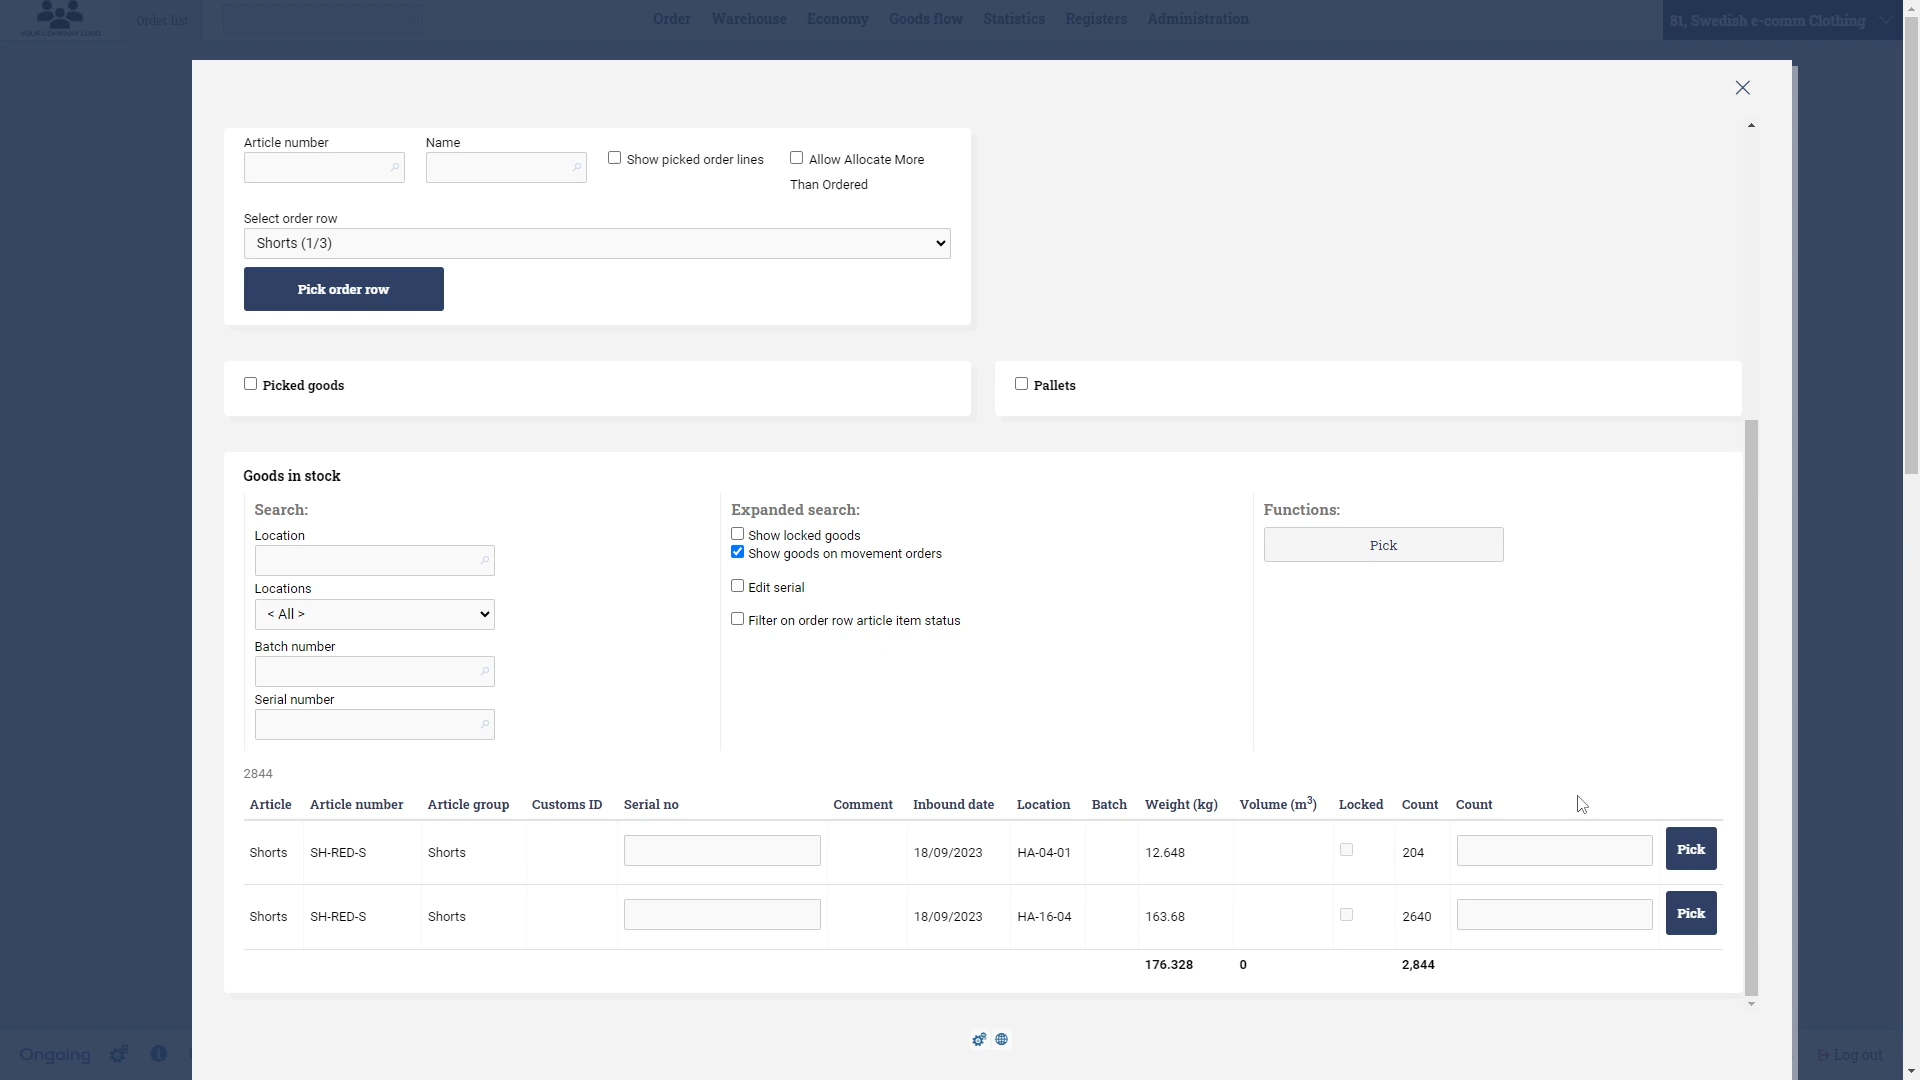 YOUR COMPANY LOGO
Order list
Order Warehouse Economy Goods flow Statistics Registers Administration
81, Swedish e-comm Clothing
Article number
Name
Show picked order lines
Allow Allocate More
Than Ordered
Select order row
Shorts (1/3)
Pick order row
Picked goods
Pallets
Goods in stock
Search:
Location
Locations
< All >
Batch number
Serial number
Expanded search:
Show locked goods
Show goods on movement orders
Edit serial
Filter on order row article item status
Functions:
Pick
2844
Article Article number Article group Customs ID Serial no Comment Inbound date Location Batch Weight (kg) Volume (m³) Locked Count Count
Shorts SH-RED-S Shorts 18/09/2023 HA-04-01 12.648 204 Pick
Shorts SH-RED-S Shorts 18/09/2023 HA-16-04 163.68 2640 Pick
176.328 0 2,844
Ongoing
Log out